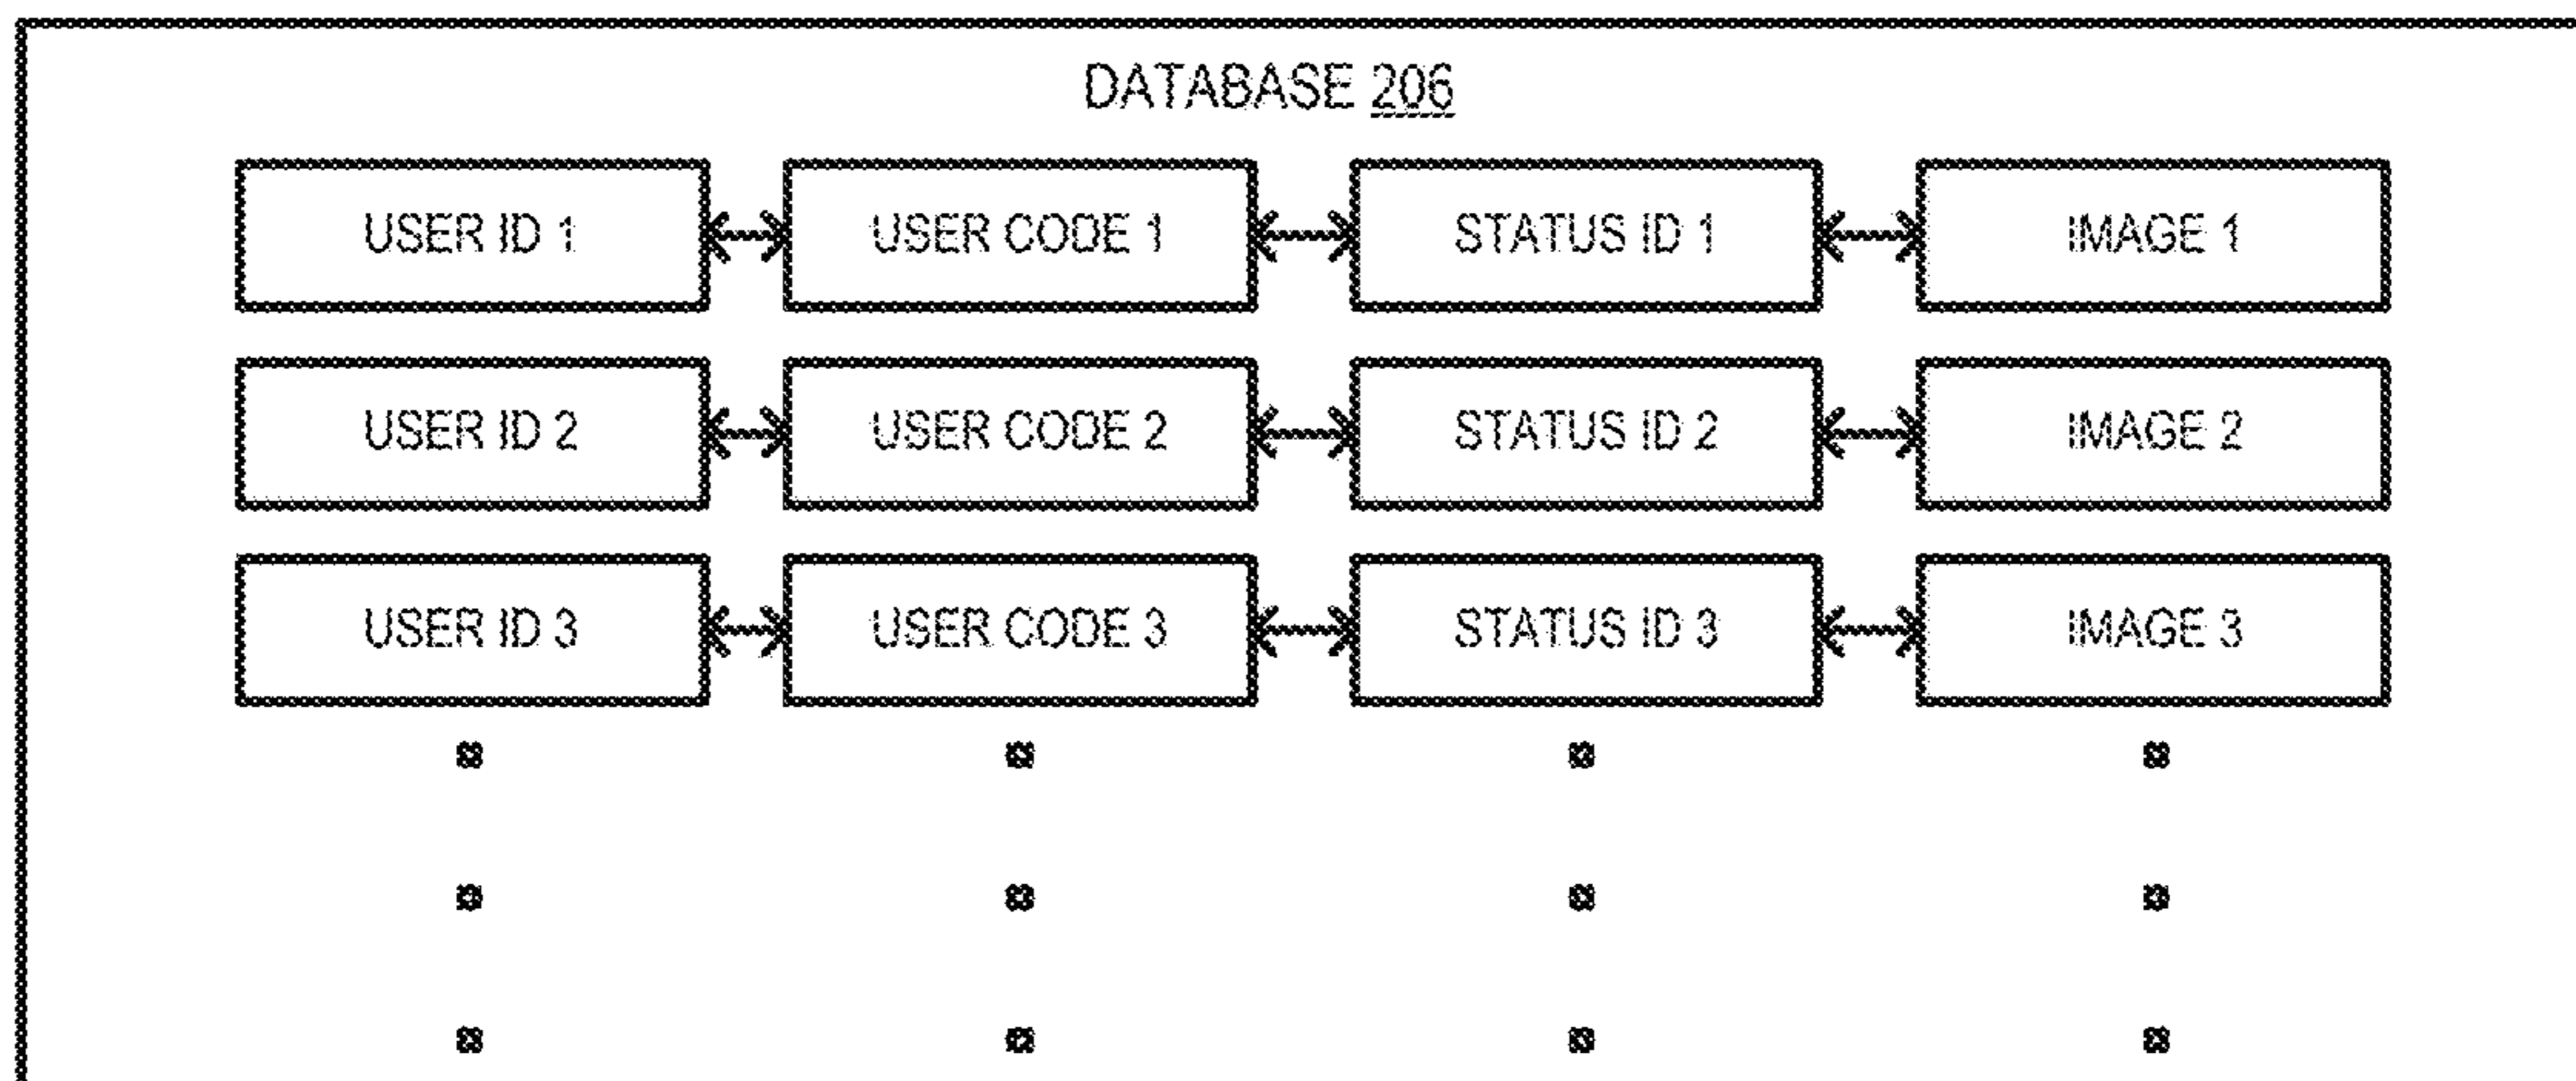 DATABASE 206
USER ID 1 USER CODE 1 STATUS ID 1 IMAGE 1
USER ID 2 USER CODE 2 STATUS ID 2 IMAGE 2
USER ID 3 USER CODE 3 STATUS ID 3 IMAGE 3